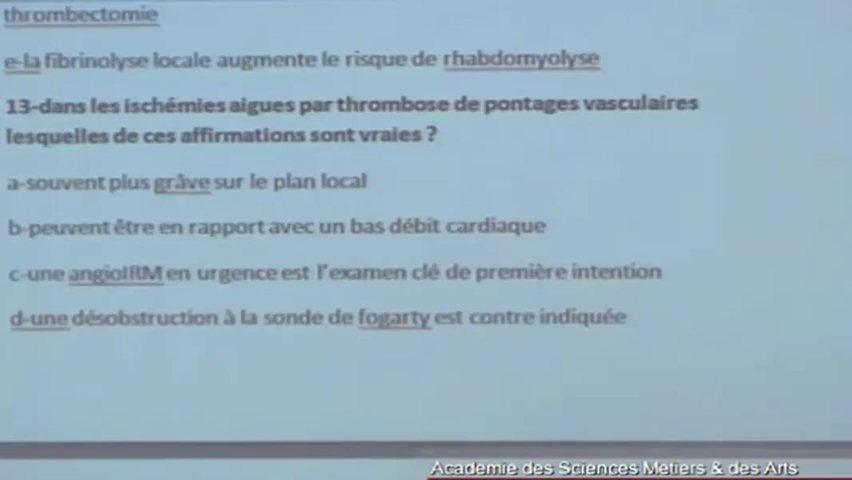 thrombectomie
e-la fibrinolyse locale augmente le risque de rhabdomyolyse
13-dans les ischémies aigues par thrombose de pontages vasculaires
lesquelles de ces affirmations sont vraies ?
a-souvent plus grâve sur le plan local
b-peuvent être en rapport avec un bas débit cardiaque
c-une angioIRM en urgence est l'examen clé de première intention
d-une désobstruction à la sonde de fogarty est contre indiquée
Academie des Sciences Metiers & des Arts